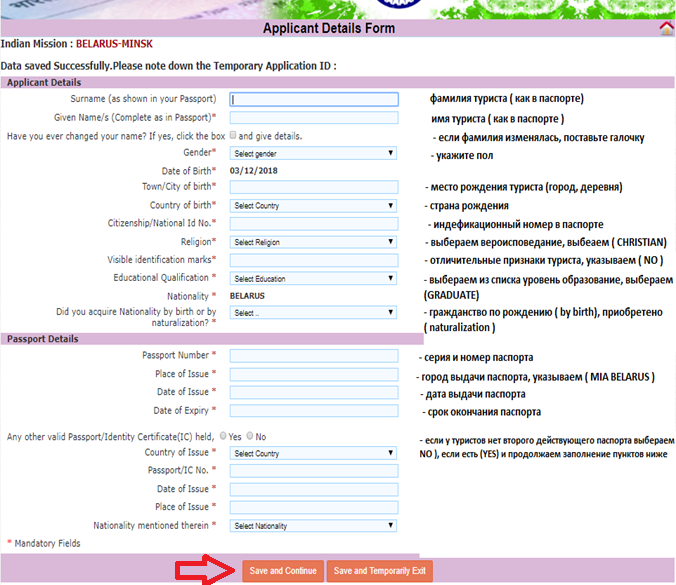 Applicant Details Form
Indian Mission : BELARUS-MINSK
Data saved Successfully.Please note down the Temporary Application ID :
Applicant Details
Surname (as shown in your Passport) фамилия туриста ( как в паспорте)
Given Name/s (Complete as in Passport)* имя туриста ( как в паспорте )
Have you ever changed your name? If yes, click the box and give details. - если фамилия изменялась, поставьте галочку
Gender* Select gender - укажите пол
Date of Birth* 03/12/2018
Town/City of birth* - место рождения туриста (город, деревня)
Country of birth* Select Country - страна рождения
Citizenship/National Id No.* - индефикационный номер в паспорте
Religion* Select Religion - выбераем вероисповедание, выбеаем ( CHRISTIAN)
Visible identification marks* - отличительные признаки туриста, указываем ( NO )
Educational Qualification * Select Education - выбераем из списка уровень образование, выбераем
(GRADUATE)
Nationality * BELARUS
Did you acquire Nationality by birth or by Select .. - гражданство по рождению ( by birth), приобретено
naturalization? * ( naturalization )
Passport Details
Passport Number * - серия и номер паспорта
Place of Issue * - город выдачи паспорта, указываем ( MIA BELARUS )
Date of Issue * - дата выдачи паспорта
Date of Expiry * - срок окончания паспорта
Any other valid Passport/Identity Certificate(IC) held, Yes No - если у туристов нет второго действующего паспорта выбераем
Country of Issue * Select Country NO ), если есть (YES) и продолжаем заполнение пунктов ниже
Passport/IC No. *
Date of Issue *
Place of Issue *
Nationality mentioned therein * Select Nationality
* Mandatory Fields
Save and Continue Save and Temporarily Exit